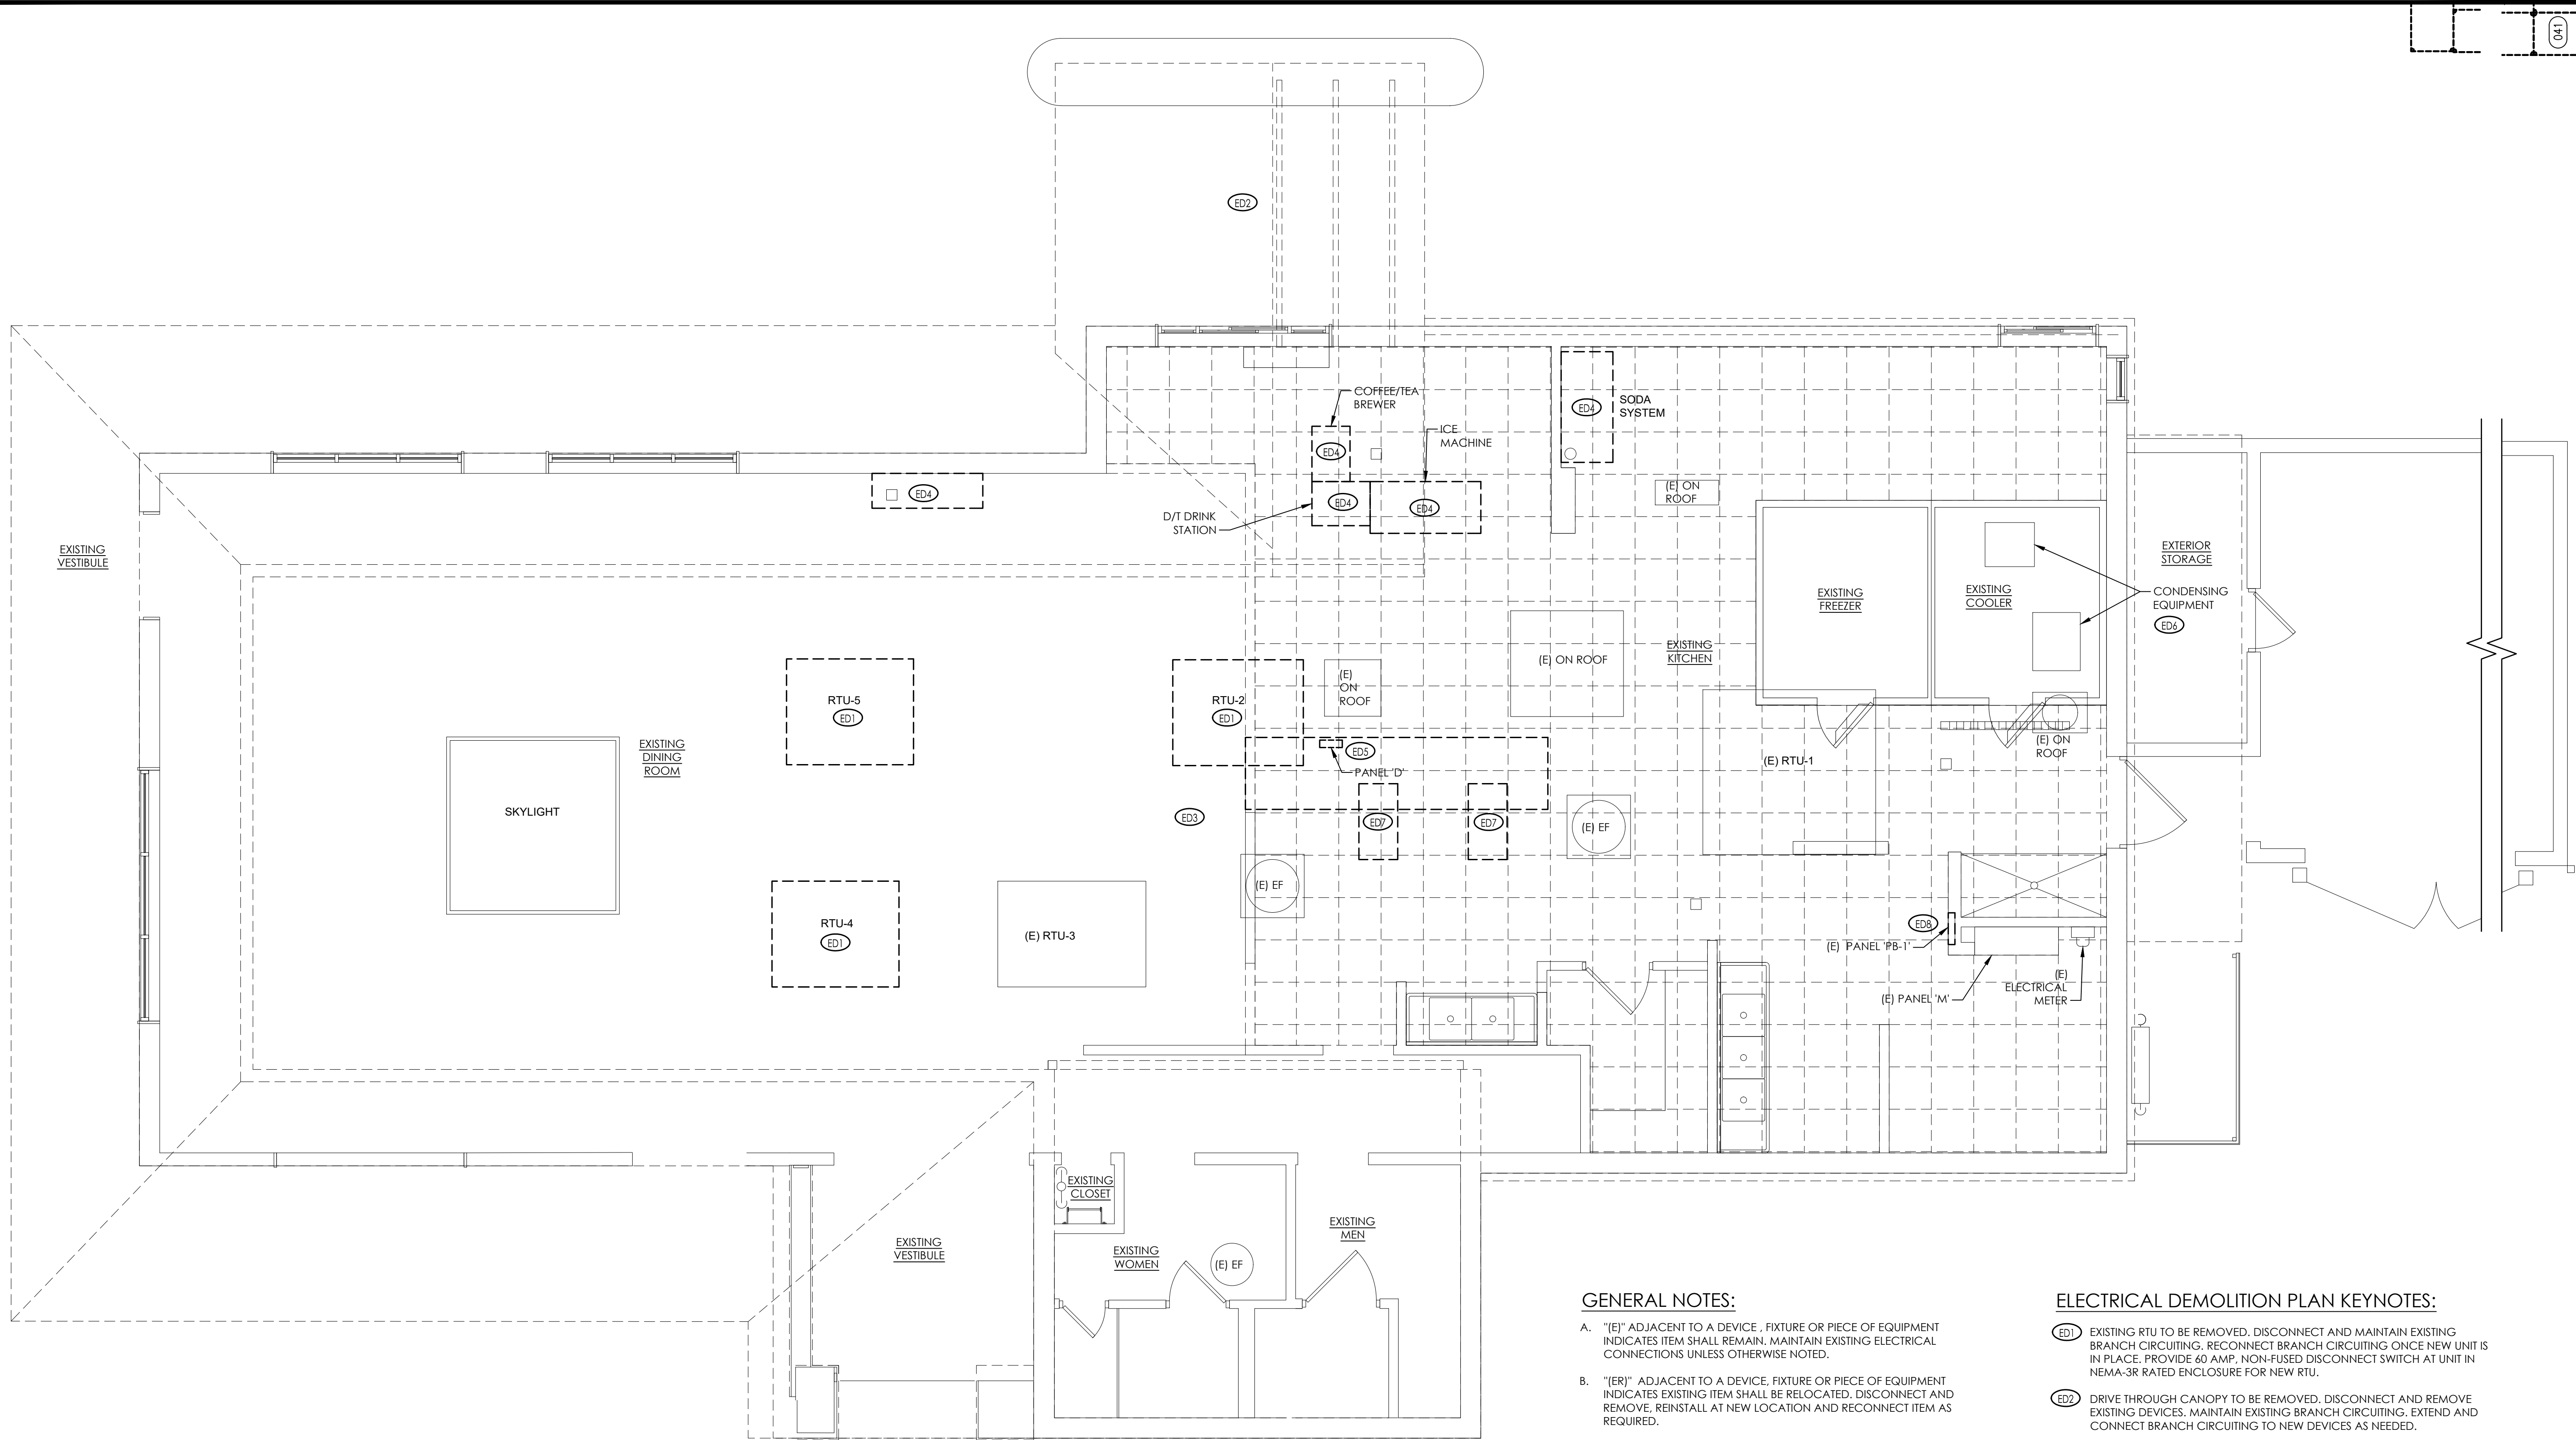 041
ED2
COFFEE/TEA
BREWER
ED4
SODA
SYSTEM
ICE
MACHINE
ED4
ED4
ED4
ED4
(E) ON
ROOF
D/T DRINK
STATION
EXISTING
VESTIBULE
EXTERIOR
STORAGE
EXISTING
FREEZER
EXISTING
COOLER
CONDENSING
EQUIPMENT
ED6
EXISTING
KITCHEN
(E) ON ROOF
(E)
ON
ROOF
RTU-5
ED1
RTU-2
ED1
EXISTING
DINING
ROOM
ED5
PANEL 'D'
(E) ON
ROOF
(E) RTU-1
SKYLIGHT
ED3
ED7
ED7
(E) EF
(E) EF
RTU-4
ED1
(E) RTU-3
ED8
(E) PANEL 'PB-1'
(E)
ELECTRICAL
METER
(E) PANEL 'M'
EXISTING
CLOSET
EXISTING
MEN
EXISTING
VESTIBULE
EXISTING
WOMEN
(E) EF
GENERAL NOTES:
A. "(E)" ADJACENT TO A DEVICE , FIXTURE OR PIECE OF EQUIPMENT
INDICATES ITEM SHALL REMAIN. MAINTAIN EXISTING ELECTRICAL
CONNECTIONS UNLESS OTHERWISE NOTED.
B. "(ER)" ADJACENT TO A DEVICE, FIXTURE OR PIECE OF EQUIPMENT
INDICATES EXISTING ITEM SHALL BE RELOCATED. DISCONNECT AND
REMOVE, REINSTALL AT NEW LOCATION AND RECONNECT ITEM AS
REQUIRED.
ELECTRICAL DEMOLITION PLAN KEYNOTES:
ED1 EXISTING RTU TO BE REMOVED. DISCONNECT AND MAINTAIN EXISTING
BRANCH CIRCUITING. RECONNECT BRANCH CIRCUITING ONCE NEW UNIT IS
IN PLACE. PROVIDE 60 AMP, NON-FUSED DISCONNECT SWITCH AT UNIT IN
NEMA-3R RATED ENCLOSURE FOR NEW RTU.
ED2 DRIVE THROUGH CANOPY TO BE REMOVED. DISCONNECT AND REMOVE
EXISTING DEVICES. MAINTAIN EXISTING BRANCH CIRCUITING. EXTEND AND
CONNECT BRANCH CIRCUITING TO NEW DEVICES AS NEEDED.